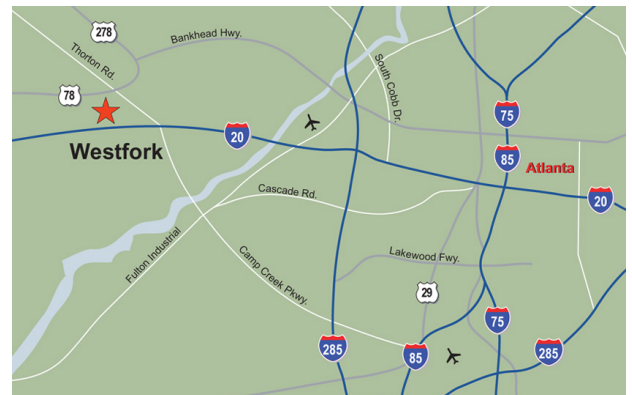 278
Bankhead Hwy.
Thorton Rd.
South Cobb Dr.
78
75
20
Westfork
85
Atlanta
20
Cascade Rd.
Fulton Industrial
Camp Creek Pkwy.
Lakewood Fwy.
29
75
285
85
285